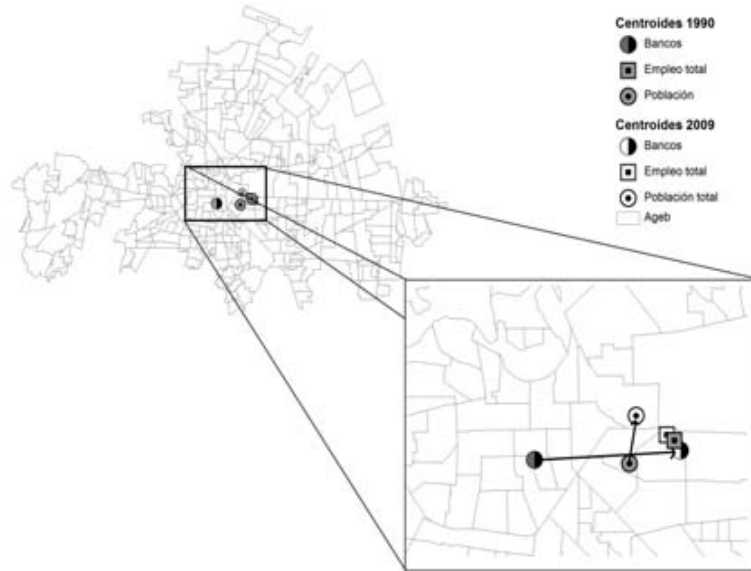 Centroides 1990
Bancos
Empleo total
Población
Centroides 2009
Bancos
Empleo total
Población total
Ageb